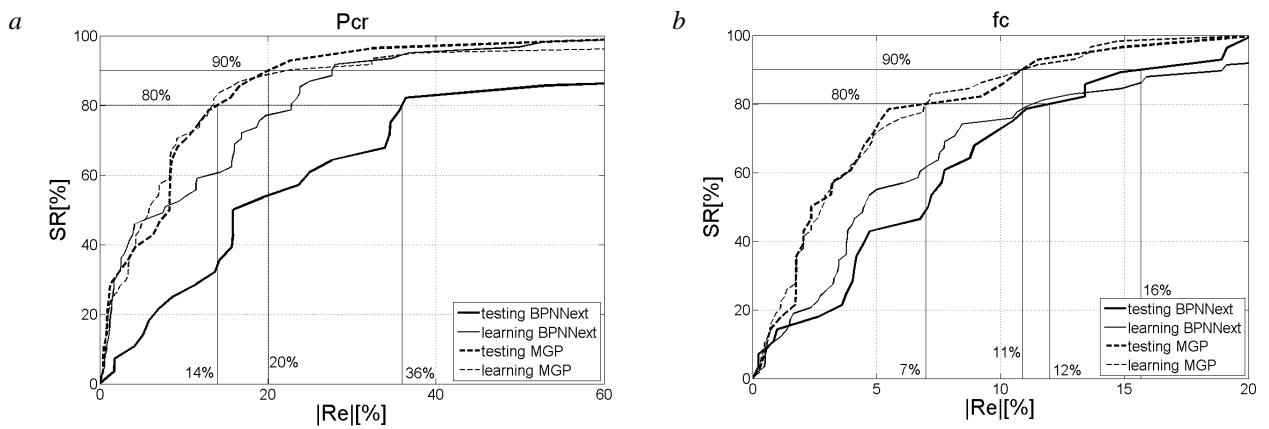 a
Pcr
SR[%]
100
80
60
40
20
0
90%
80%
14%
20%
36%
testing BPNNext
learning BPNNext
testing MGP
learning MGP
0
20
40
60
|Re|[%]
b
fc
SR[%]
100
80
60
40
20
0
90%
80%
7%
11%
12%
16%
testing BPNNext
learning BPNNext
testing MGP
learning MGP
0
5
10
15
20
|Re|[%]